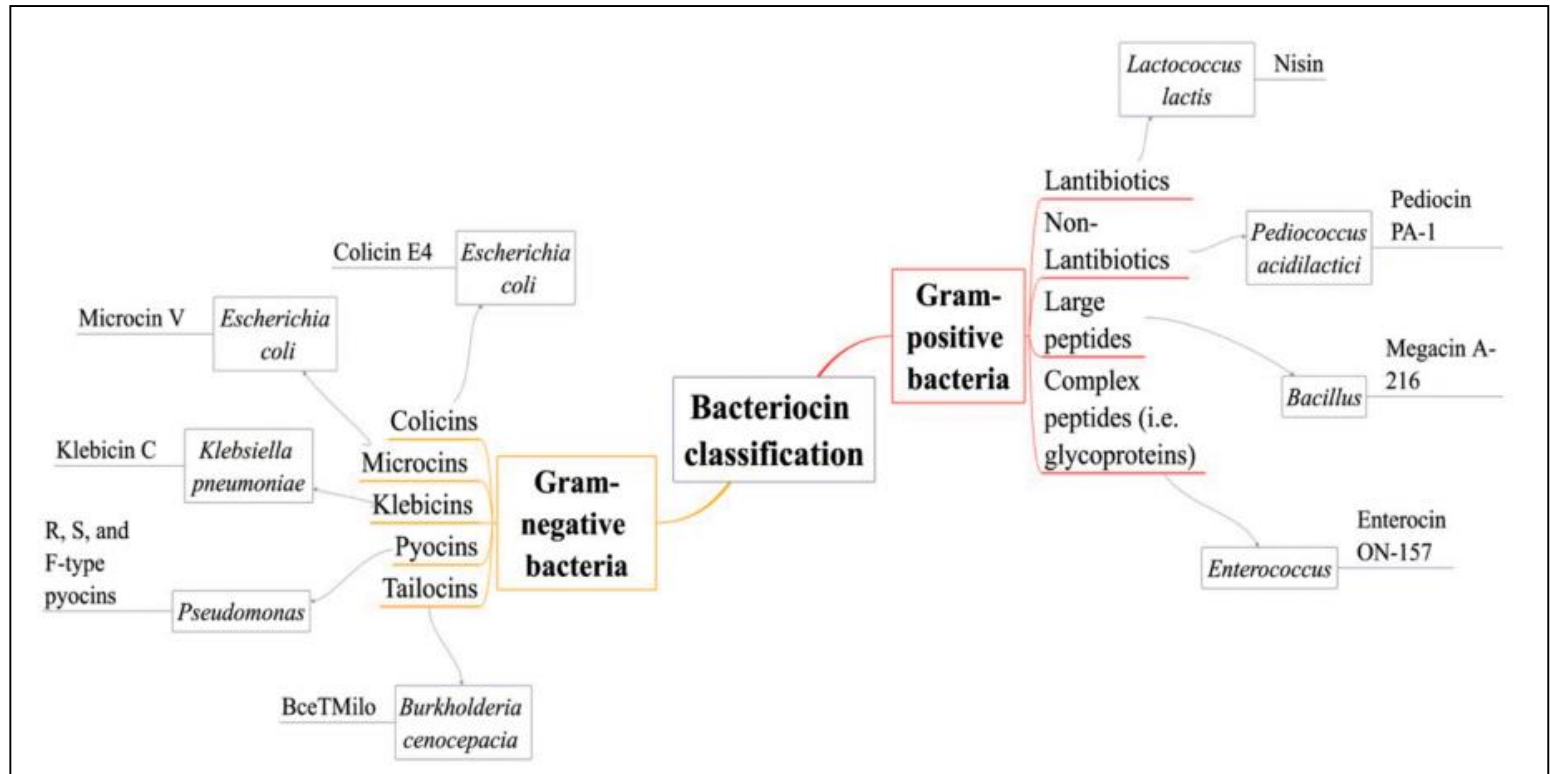 Lactococcus
lactis
Nisin
Lantibiotics
Non-
Lantibiotics
Pediococcus
acidilactici
Pediocin
PA-1
Large
peptides
Bacillus
Megacin A-
216
Complex
peptides (i.e.
glycoproteins)
Enterococcus
Enterocin
ON-157
Gram-
positive
bacteria
Bacteriocin
classification
Gram-
negative
bacteria
Colicins
Escherichia
coli
Colicin E4
Microcins
Escherichia
coli
Microcin V
Klebicins
Klebsiella
pneumoniae
Klebicin C
Pyocins
Pseudomonas
R, S, and
F-type
pyocins
Tailocins
Burkholderia
cenocepacia
BceTMilo